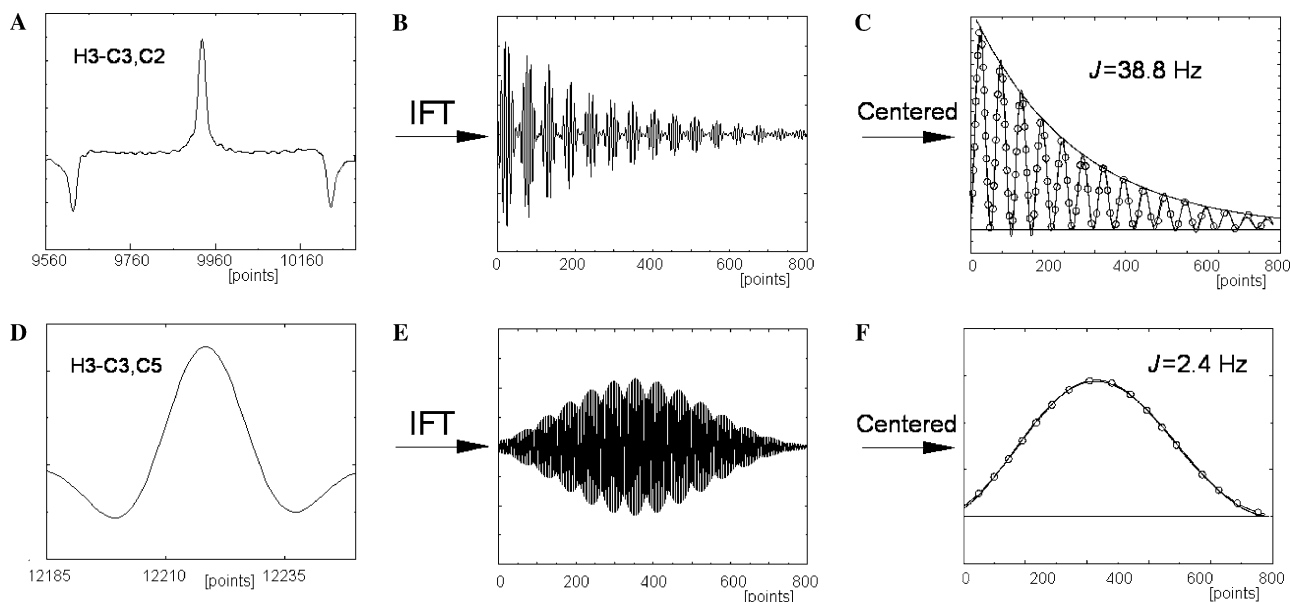 A
H3-C3,C2
9560 9760 9960 10160
[points]
IFT
B
0 200 400 600 800
[points]
Centered
C
J=38.8 Hz
0 200 400 600 800
[points]
D
H3-C3,C5
12185 12210 [points] 12235
IFT
E
0 200 400 600 800
[points]
Centered
F
J=2.4 Hz
0 200 400 600 800
[points]